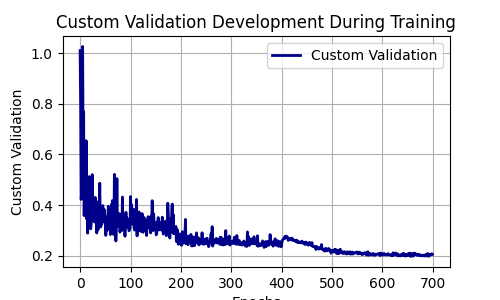 Custom Validation Development During Training
Custom Validation
Custom Validation
1.0
0.8
0.6
0.4
0.2
0 100 200 300 400 500 600 700
Epochs